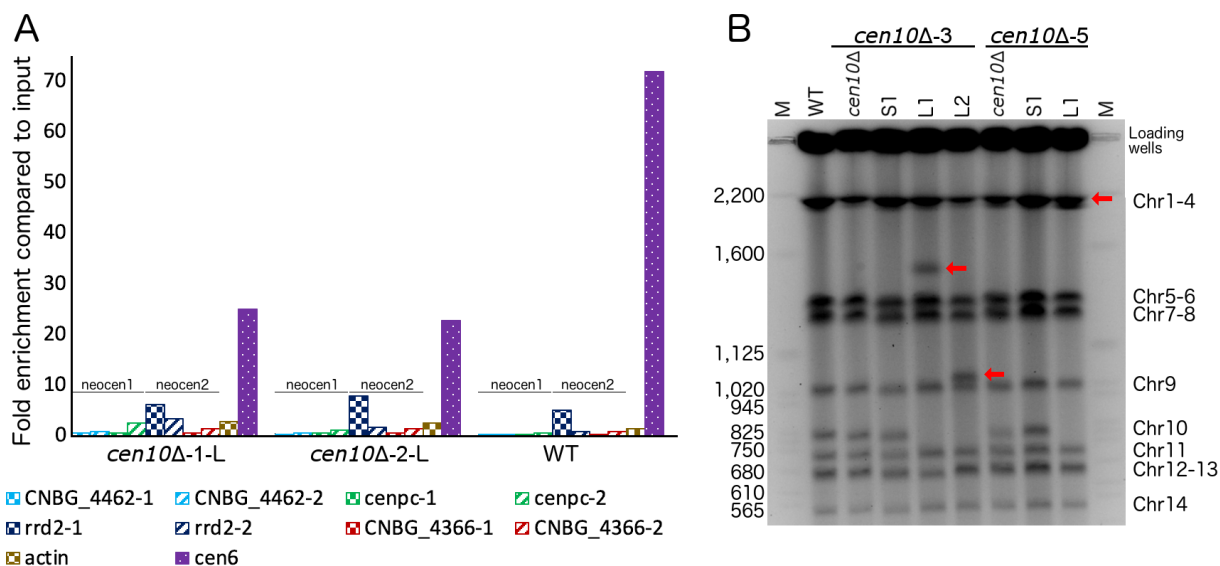 A
Fold enrichment compared to input
70
60
50
40
30
20
10
0
neocen1 neocen2
neocen1 neocen2
neocen1 neocen2
cen10Δ-1-L cen10Δ-2-L WT
CNBG_4462-1 CNBG_4462-2 cenpc-1 cenpc-2
rrd2-1 rrd2-2 CNBG_4366-1 CNBG_4366-2
actin cen6
B
cen10Δ-3 cen10Δ-5
M WT cen10Δ S1 L1 L2 cen10Δ S1 L1 M
Loading
wells
2,200 Chr1-4
1,600
Chr5-6
Chr7-8
1,125
1,020 Chr9
945
825 Chr10
750 Chr11
680 Chr12-13
610
565 Chr14